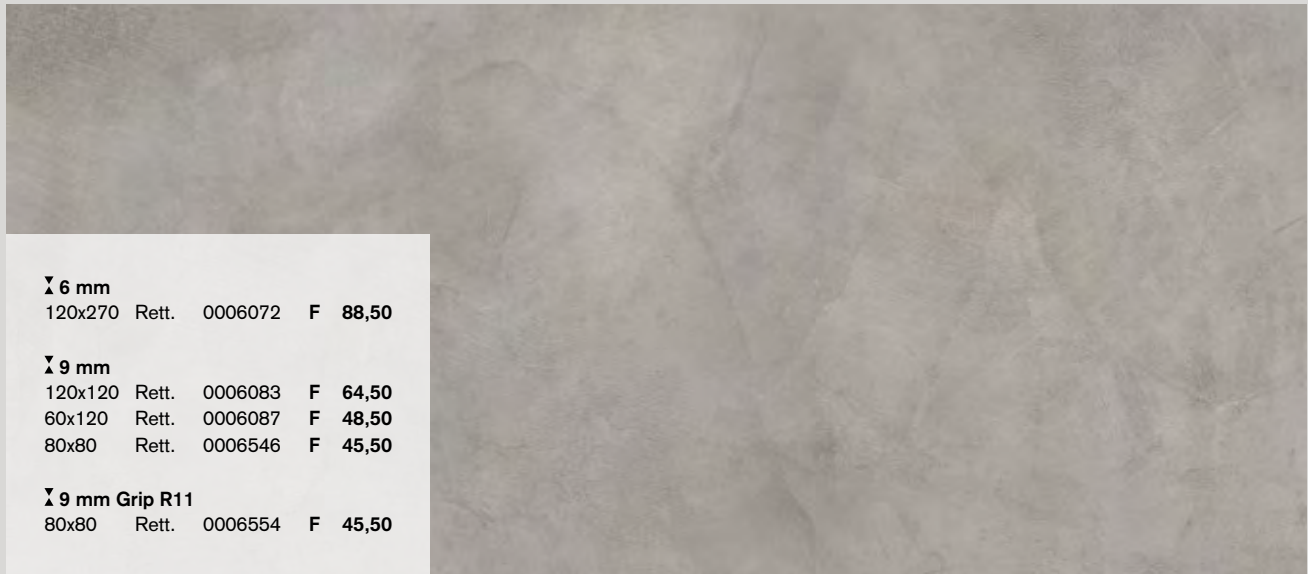 6 mm
120x270 Rett. 0006072 F 88,50
9 mm
120x120 Rett. 0006083 F 64,50
60x120 Rett. 0006087 F 48,50
80x80 Rett. 0006546 F 45,50
9 mm Grip R11
80x80 Rett. 0006554 F 45,50